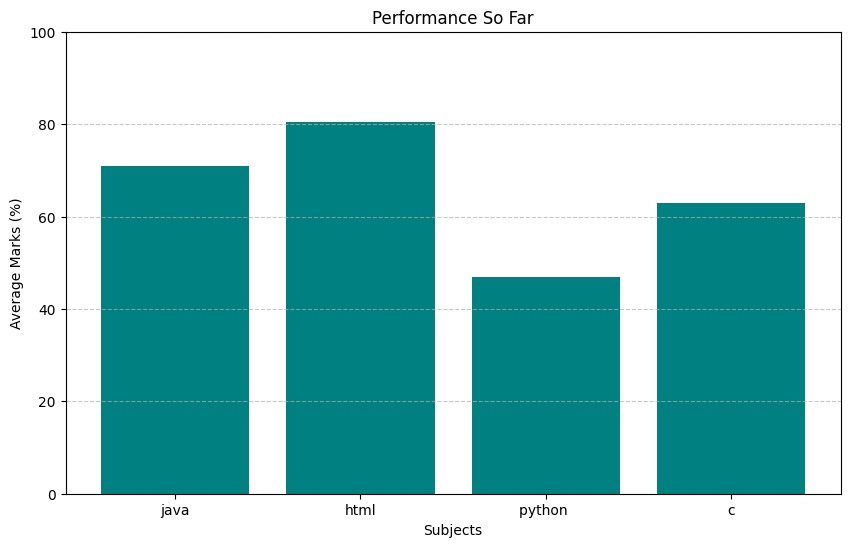 Performance So Far
Average Marks (%)
100
80
60
40
20
0
java html python c
Subjects